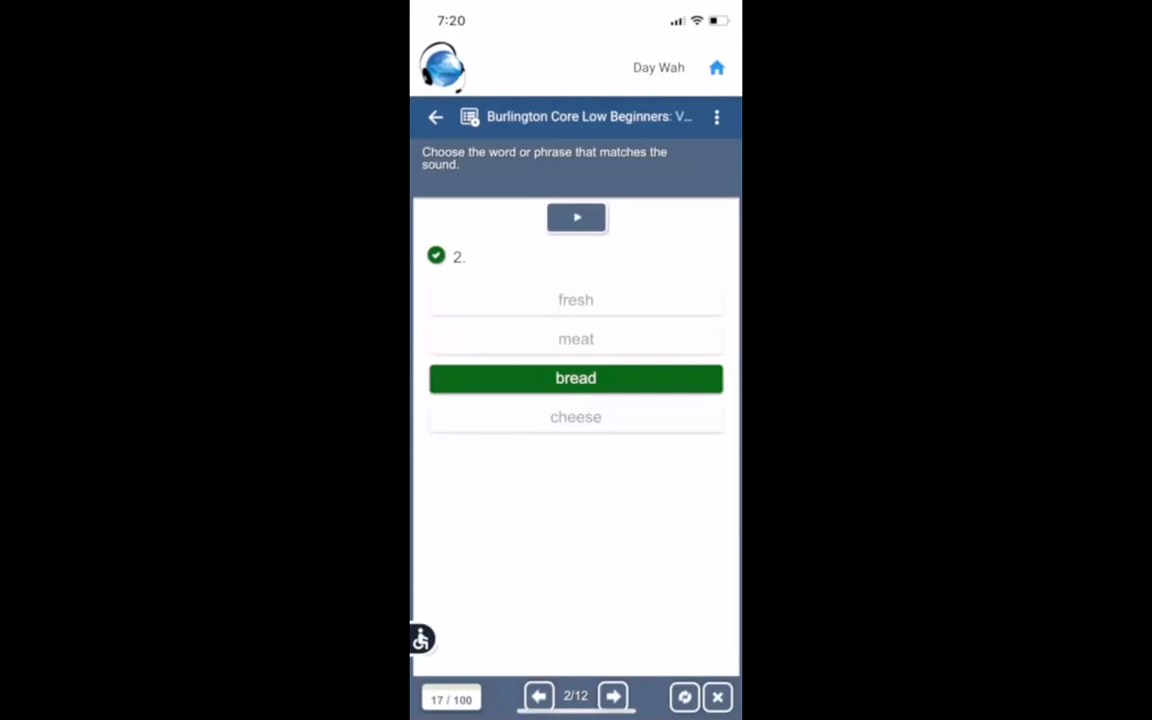 7:20
Day Wah
Burlington Core Low Beginners: V...
Choose the word or phrase that matches the
sound.
2.
fresh
meat
bread
cheese
17 / 100
2/12